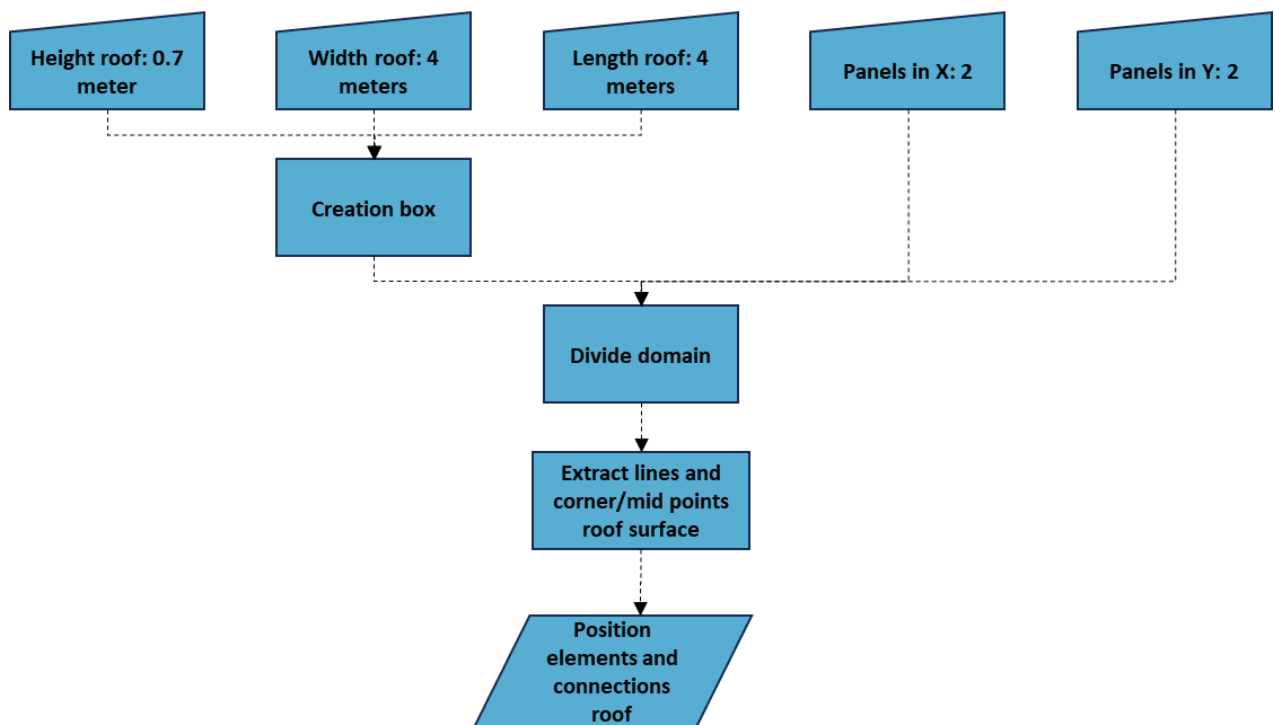 Height roof: 0.7
meter
Width roof: 4
meters
Length roof: 4
meters
Panels in X: 2
Panels in Y: 2
Creation box
Divide domain
Extract lines and
corner/mid points
roof surface
Position
elements and
connections
roof